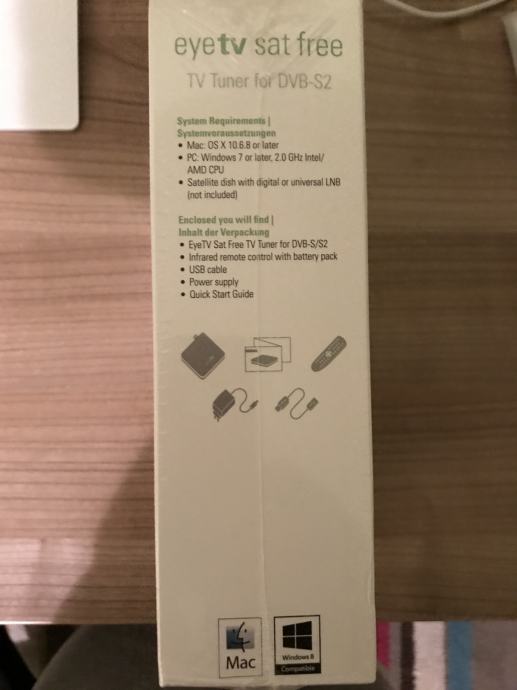 eyetv sat free
TV Tuner for DVB-S2
System Requirements |
Systemvoraussetzungen
• Mac: OS X 10.6.8 or later
• PC: Windows 7 or later, 2.0 GHz Intel/
AMD CPU
• Satellite dish with digital or universal LNB
(not included)
Enclosed you will find |
Inhalt der Verpackung
• EyeTV Sat Free TV Tuner for DVB-S/S2
• Infrared remote control with battery pack
• USB cable
• Power supply
• Quick Start Guide
Mac
Windows 8
Compatible